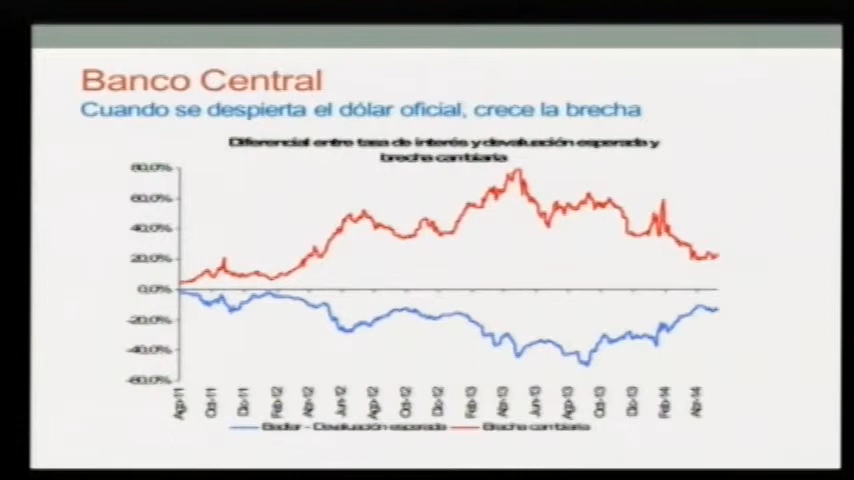 Banco Central
Cuando se despierta el dólar oficial, crece la brecha
Diferencial entre tasa de interés y devaluación esperada y
brecha cambiaria
80,0%
60,0%
40,0%
20,0%
0,0%
-20,0%
-40,0%
-60,0%
Ago-11 Oct-11 Dic-11 Feb-12 Abr-12 Jun-12 Ago-12 Oct-12 Dic-12 Feb-13 Abr-13 Jun-13 Ago-13 Oct-13 Dic-13 Feb-14 Abr-14
Badlar - Devaluación esperada Brecha cambiaria